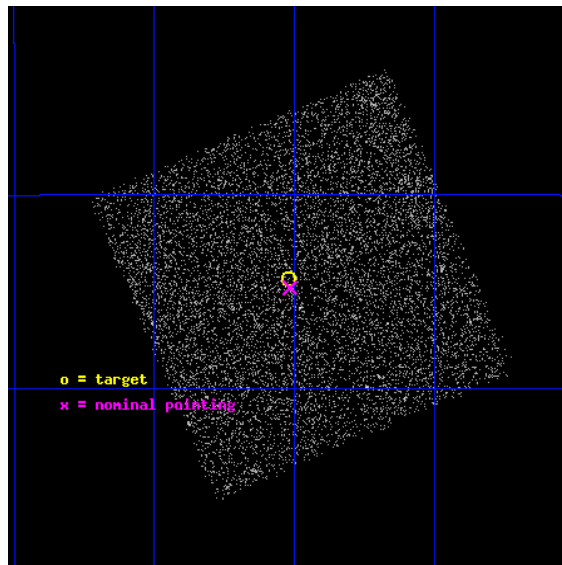 o = target
x = nominal pointing